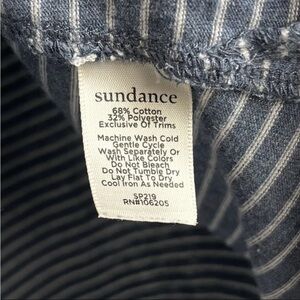 sundance
68% Cotton
32% Polyester
Exclusive Of Trims
Machine Wash Cold
Gentle Cycle
Wash Separately Or
With Like Colors
Do Not Bleach
Do Not Tumble Dry
Lay Flat To Dry
Cool Iron As Needed
SP219
RN#106205